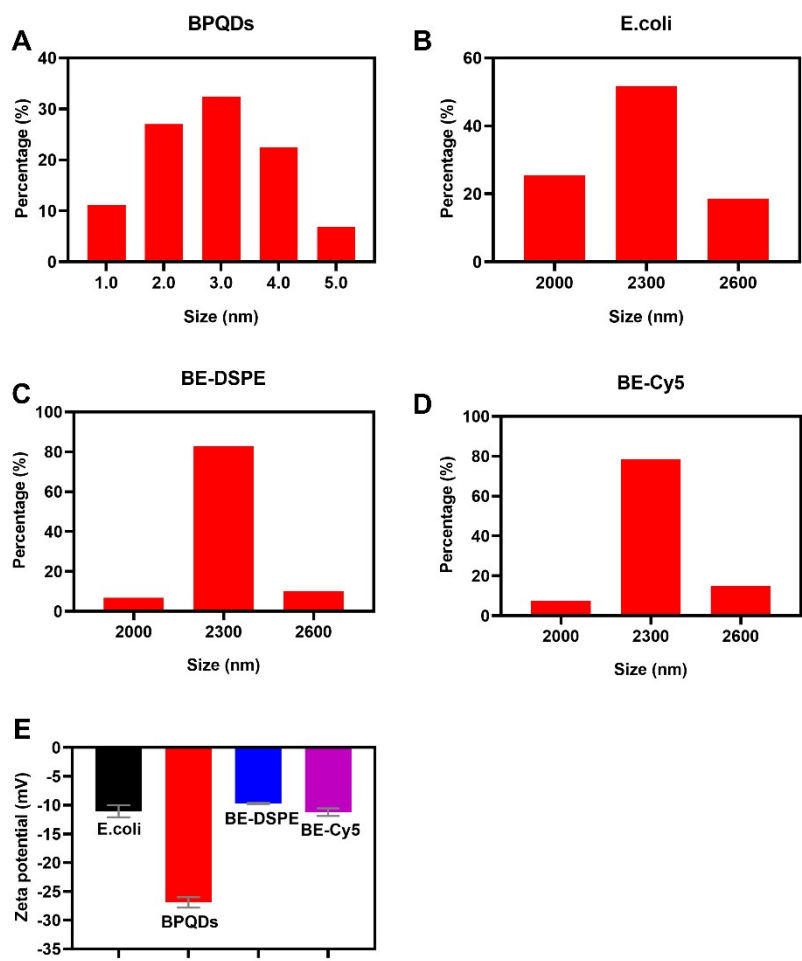 A
BPQDs
Percentage (%)
40
30
20
10
0
1.0 2.0 3.0 4.0 5.0
Size (nm)
B
E.coli
Percentage (%)
60
40
20
0
2000 2300 2600
Size (nm)
C
BE-DSPE
Percentage (%)
100
80
60
40
20
0
2000 2300 2600
Size (nm)
D
BE-Cy5
Percentage (%)
100
80
60
40
20
0
2000 2300 2600
Size (nm)
E
Zeta potential (mV)
0
-5
-10
-15
-20
-25
-30
-35
E.coli
BPQDs
BE-DSPE
BE-Cy5